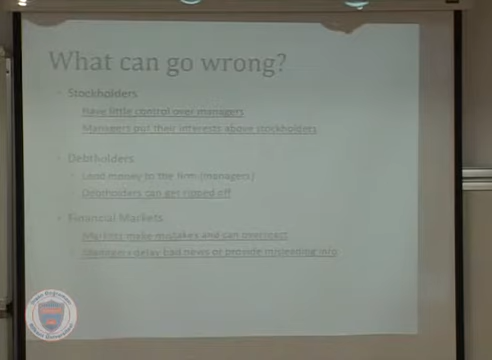 What can go wrong?
Stockholders
Have little control over managers
Managers put their interests above stockholders
Debtholders
Lend money to the firm (managers)
Debtholders can get ripped off
Financial Markets
Markets make mistakes and can overreact
Managers delay bad news or provide misleading info